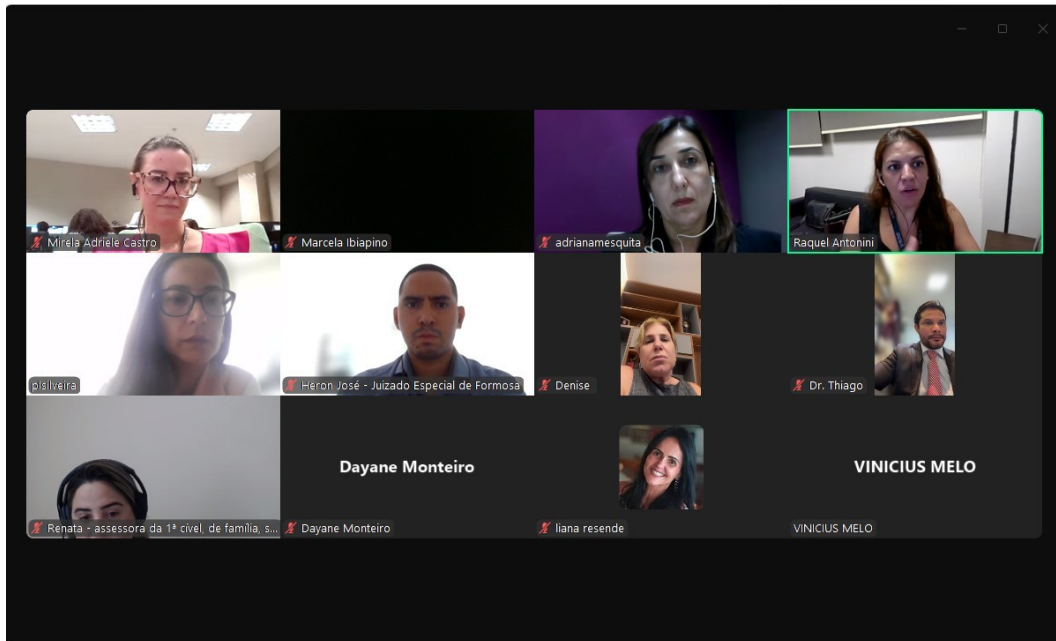 Mirela Adriele Castro
Marcela Ibiapino
adrianamesquita
Raquel Antonini
plsilveira
Heron José - Juizado Especial de Formosa
Denise
Dr. Thiago
Dayane Monteiro
VINICIUS MELO
Renata - assessora da 1ª cível, de família, s...
Dayane Monteiro
liana resende
VINICIUS MELO